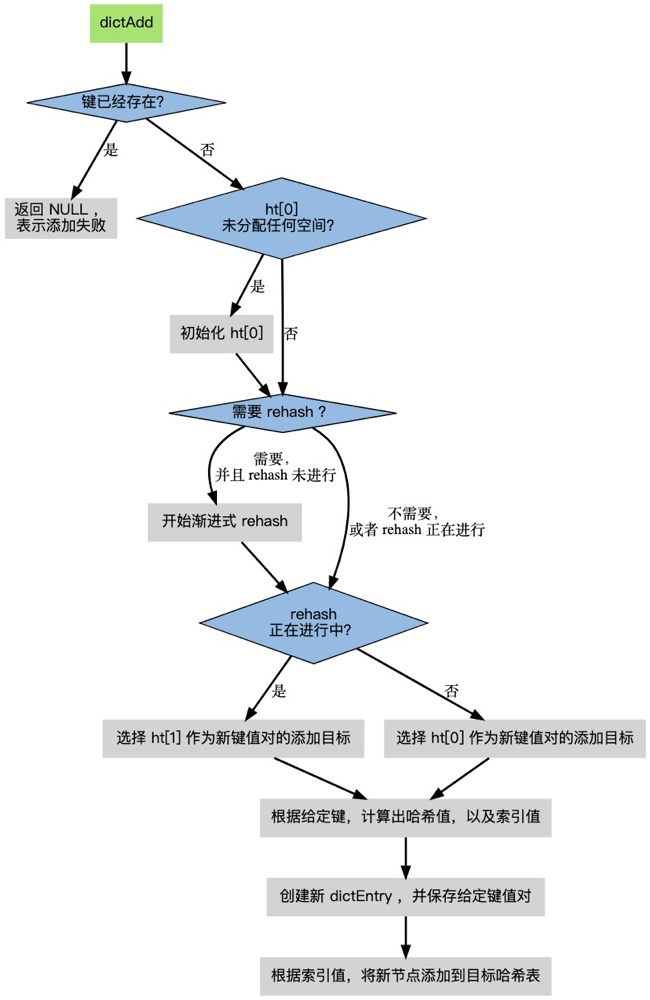 dictAdd
键已经存在?
是
否
返回 NULL ，
表示添加失败
ht[0]
未分配任何空间?
是
初始化 ht[0]
否
需要 rehash ?
需要，
并且 rehash 未进行
开始渐进式 rehash
不需要，
或者 rehash 正在进行
rehash
正在进行中?
是
否
选择 ht[1] 作为新键值对的添加目标
选择 ht[0] 作为新键值对的添加目标
根据给定键，计算出哈希值，以及索引值
创建新 dictEntry ，并保存给定键值对
根据索引值，将新节点添加到目标哈希表